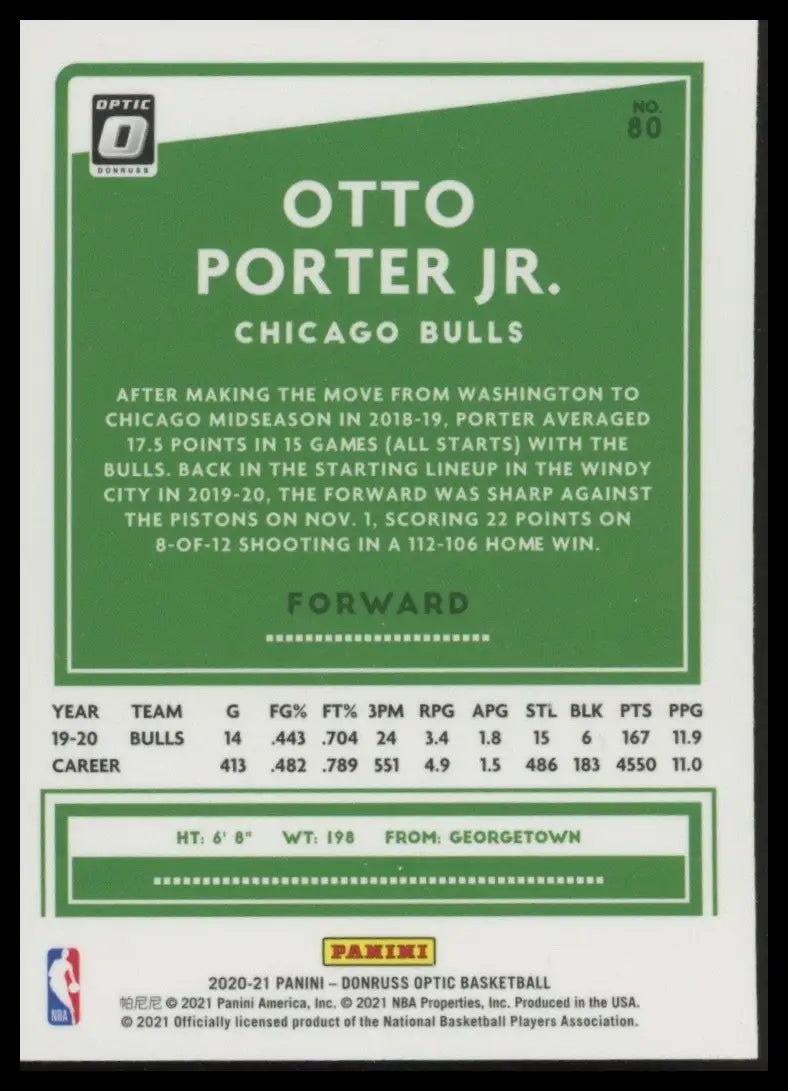 OPTIC
DONRUSS
NO.
80
OTTO
PORTER JR.
CHICAGO BULLS
AFTER MAKING THE MOVE FROM WASHINGTON TO
CHICAGO MIDSEASON IN 2018-19, PORTER AVERAGED
17.5 POINTS IN 15 GAMES (ALL STARTS) WITH THE
BULLS. BACK IN THE STARTING LINEUP IN THE WINDY
CITY IN 2019-20, THE FORWARD WAS SHARP AGAINST
THE PISTONS ON NOV. 1, SCORING 22 POINTS ON
8-OF-12 SHOOTING IN A 112-106 HOME WIN.
FORWARD
YEAR TEAM G FG% FT% 3PM RPG APG STL BLK PTS PPG
19-20 BULLS 14 .443 .704 24 3.4 1.8 15 6 167 11.9
CAREER 413 .482 .789 551 4.9 1.5 486 183 4550 11.0
HT: 6' 8" WT: 198 FROM: GEORGETOWN
PANINI
2020-21 PANINI – DONRUSS OPTIC BASKETBALL
帕尼尼 © 2021 Panini America, Inc. © 2021 NBA Properties, Inc. Produced in the USA.
© 2021 Officially licensed product of the National Basketball Players Association.
NBA